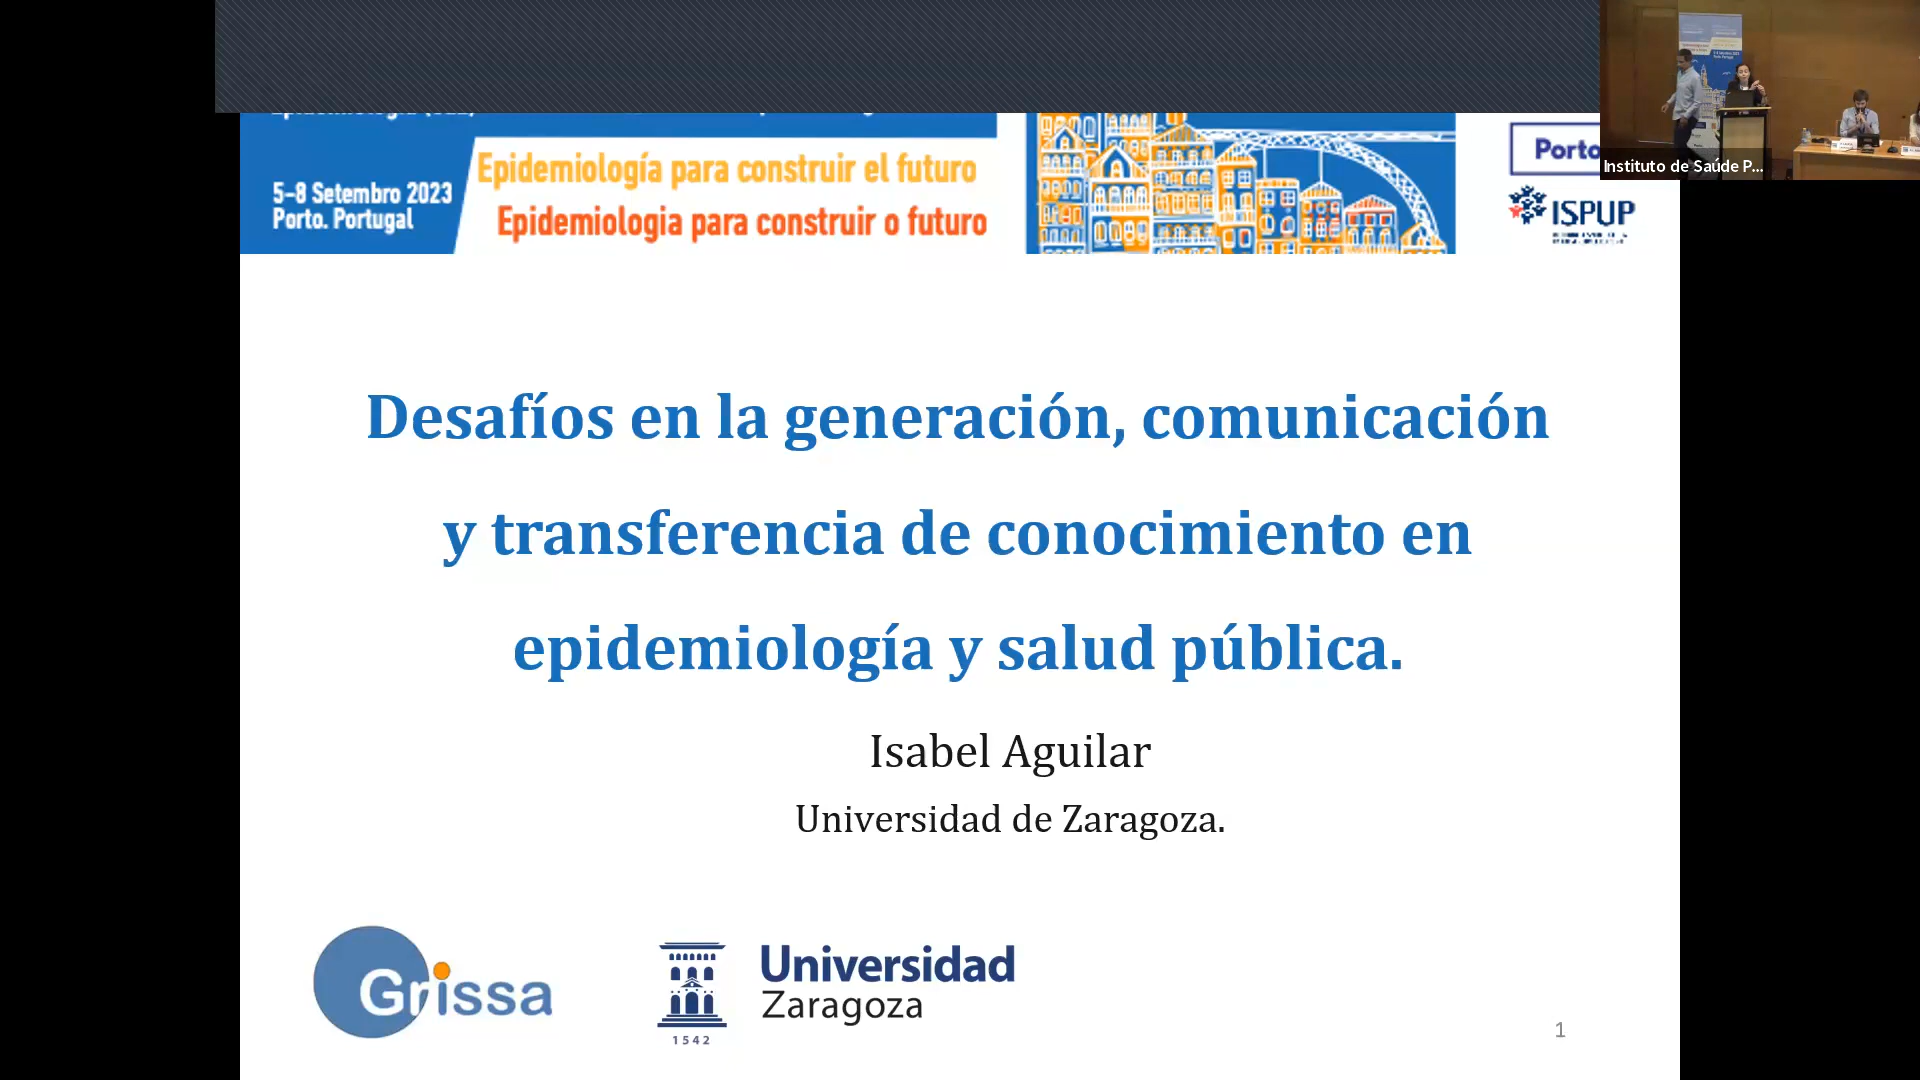 5-8 Setembro 2023
Porto. Portugal
Epidemiología para construir el futuro
Epidemiologia para construir o futuro
Porto
ISPUP
Instituto de Saúde P...
Desafíos en la generación, comunicación
y transferencia de conocimiento en
epidemiología y salud pública.
Isabel Aguilar
Universidad de Zaragoza.
Grissa
Universidad
Zaragoza
1542
1